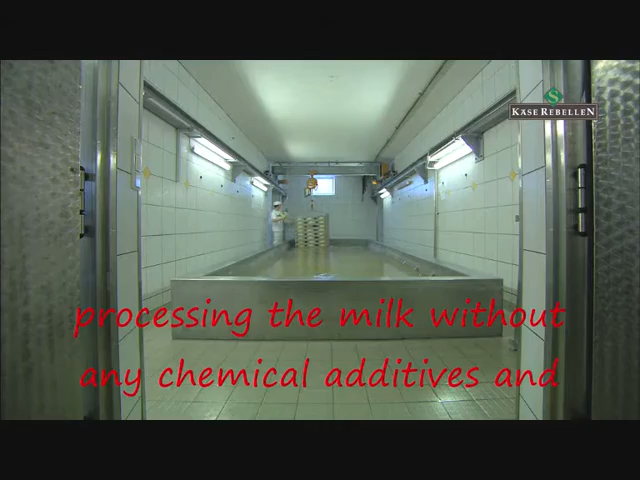 KÄSE REBELLEN
processing the milk without
any chemical additives and